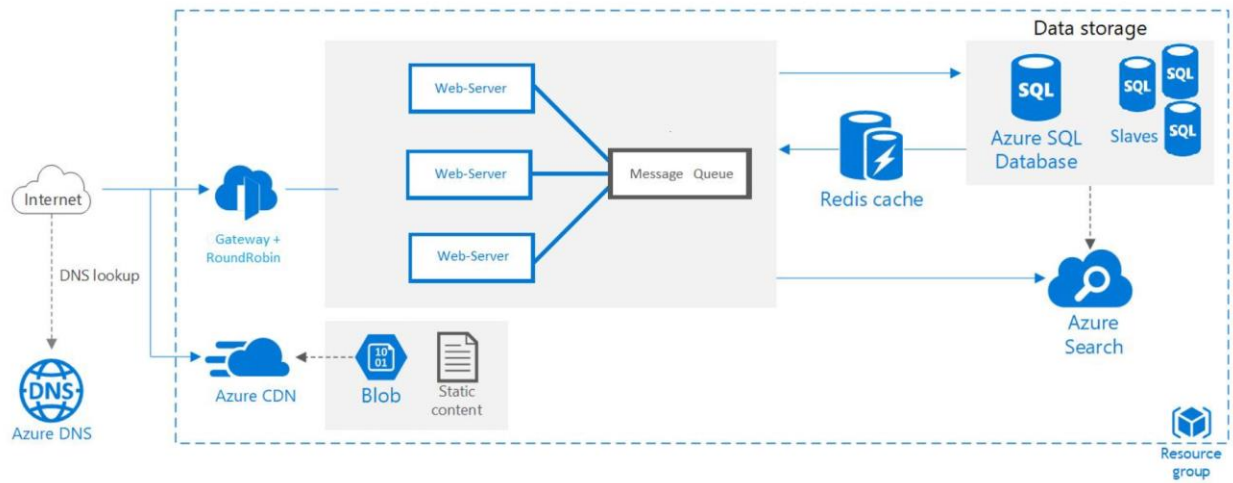 Data storage
Web-Server
SQL
SQL
SQL
SQL
Azure SQL
Database
Slaves
Web-Server
Message Queue
Internet
Redis cache
Gateway +
RoundRobin
Web-Server
DNS lookup
Azure
Search
10
01
DNS
Azure CDN
Blob
Static
content
Azure DNS
Resource
group